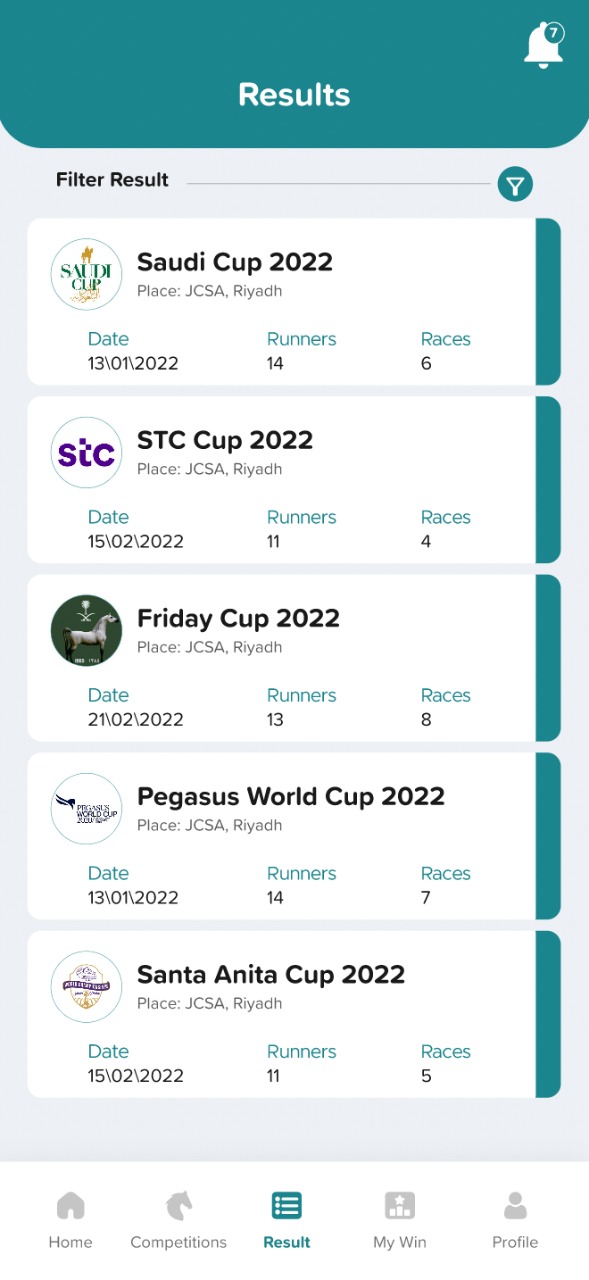 7
Results
Filter Result
SAUDI
CUP
Saudi Cup 2022
Place: JCSA, Riyadh
Date Runners Races
13\01\2022 14 6
stc
STC Cup 2022
Place: JCSA, Riyadh
Date Runners Races
15\02\2022 11 4
Friday Cup 2022
Place: JCSA, Riyadh
Date Runners Races
21\02\2022 13 8
PEGASUS
WORLD CUP
Pegasus World Cup 2022
Place: JCSA, Riyadh
Date Runners Races
13\01\2022 14 7
Santa Anita Cup 2022
Place: JCSA, Riyadh
Date Runners Races
15\02\2022 11 5
Home Competitions Result My Win Profile